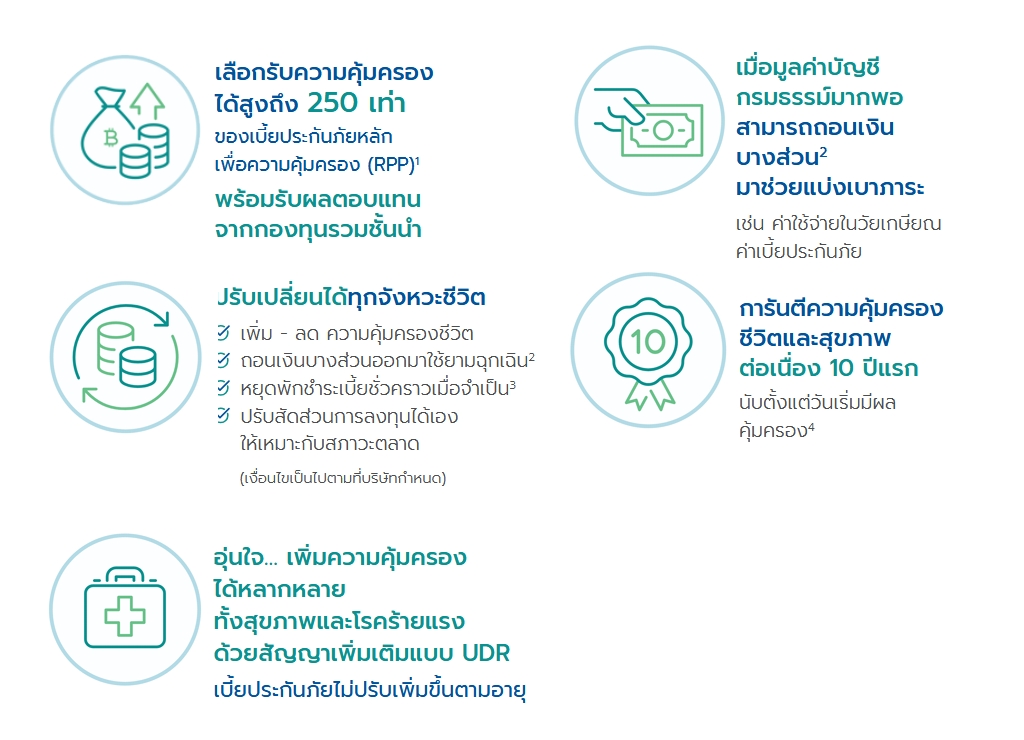 เลือกรับความคุ้มครอง
ได้สูงถึง 250 เท่า
ของเบี้ยประกันภัยหลัก
เพื่อความคุ้มครอง (RPP)¹
พร้อมรับผลตอบแทน
จากกองทุนรวมชั้นนำ
เมื่อมูลค่าบัญชี
กรมธรรม์มากพอ
สามารถถอนเงิน
บางส่วน²
มาช่วยแบ่งเบาภาระ
เช่น ค่าใช้จ่ายในวัยเกษียณ
ค่าเบี้ยประกันภัย
ปรับเปลี่ยนได้ทุกจังหวะชีวิต
เพิ่ม - ลด ความคุ้มครองชีวิต
ถอนเงินบางส่วนออกมาใช้ยามฉุกเฉิน²
หยุดพักชำระเบี้ยชั่วคราวเมื่อจำเป็น³
ปรับสัดส่วนการลงทุนได้เอง
ให้เหมาะกับสภาวะตลาด
(เงื่อนไขเป็นไปตามที่บริษัทกำหนด)
10
การันตีความคุ้มครอง
ชีวิตและสุขภาพ
ต่อเนื่อง 10 ปีแรก
นับตั้งแต่วันเริ่มมีผล
คุ้มครอง⁴
อุ่นใจ... เพิ่มความคุ้มครอง
ได้หลากหลาย
ทั้งสุขภาพและโรคร้ายแรง
ด้วยสัญญาเพิ่มเติมแบบ UDR
เบี้ยประกันภัยไม่ปรับเพิ่มขึ้นตามอายุ